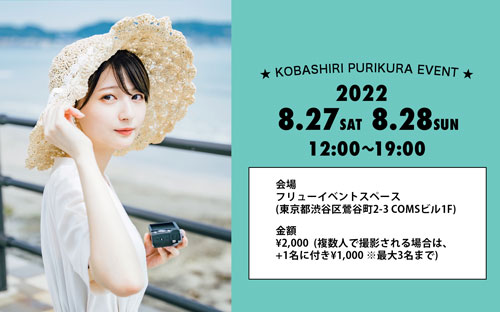 ★ KOBASHIRI PURIKURA EVENT ★
2022
8.27SAT 8.28SUN
12:00～19:00
会場
フリューイベントスペース
(東京都渋谷区鶯谷町2-3 COMSビル1F)
金額
¥2,000 (複数人で撮影される場合は、
+1名に付き¥1,000 ※最大3名まで)